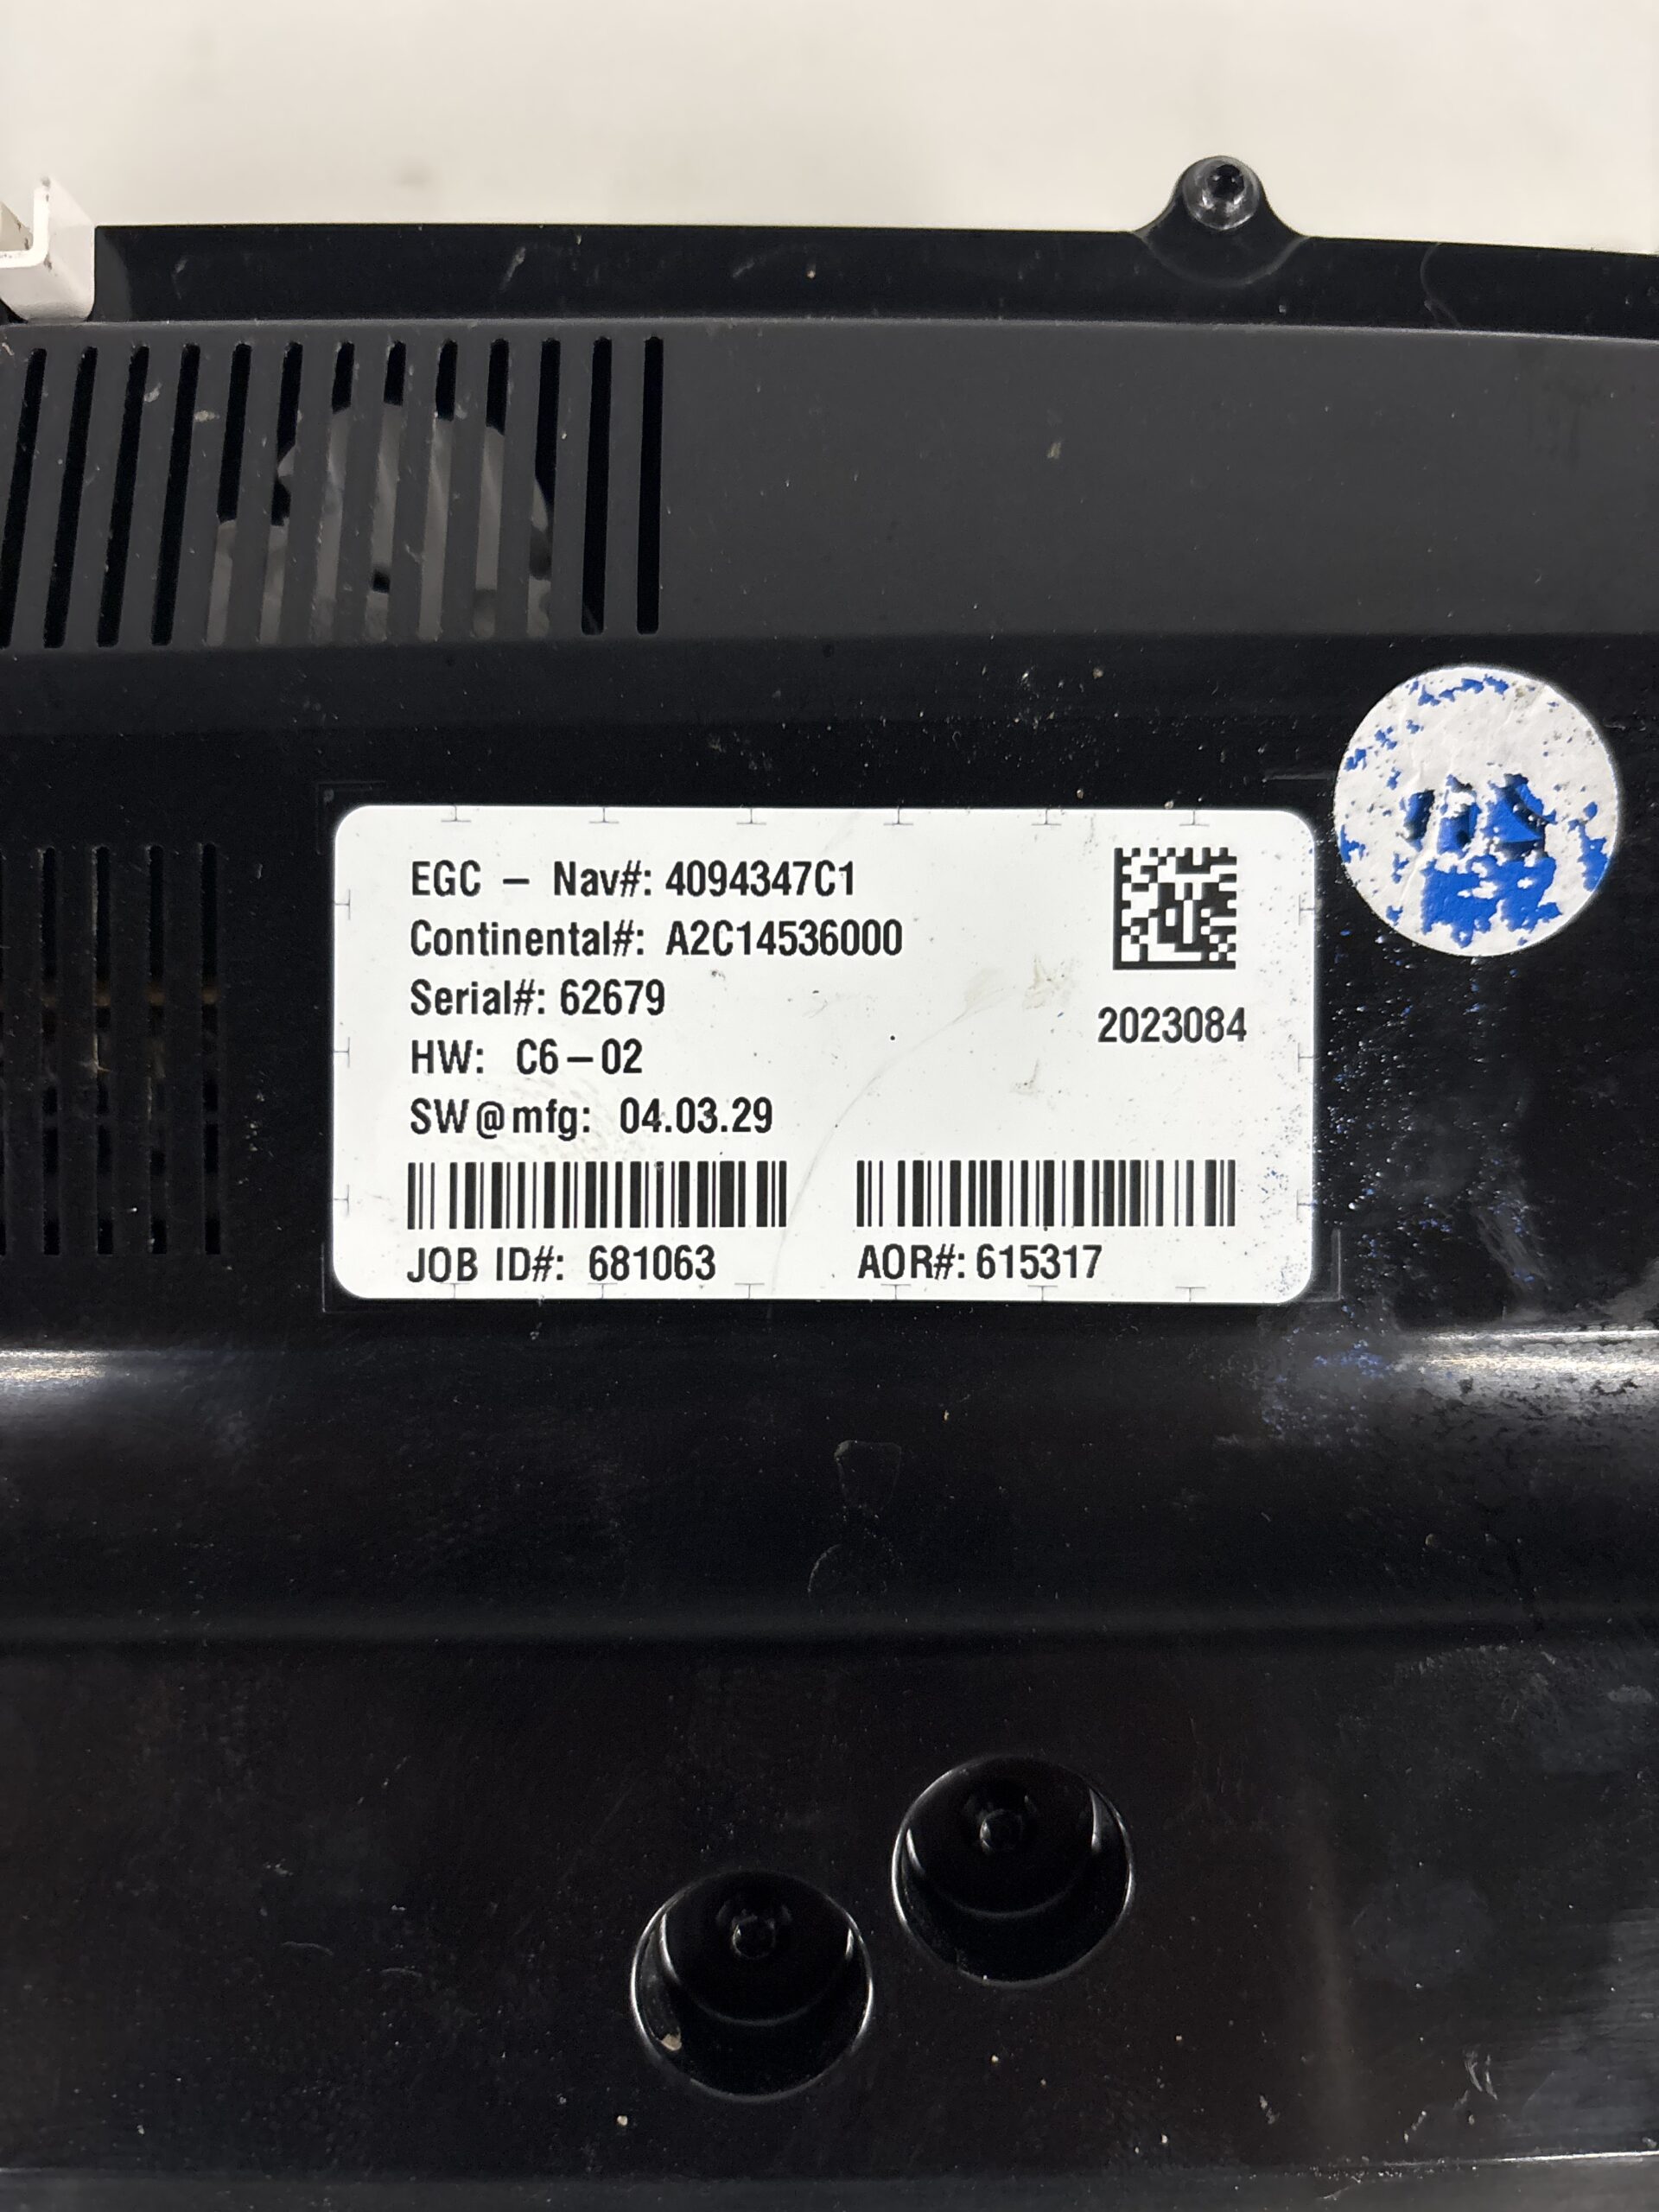 EGC – Nav#: 4094347C1
Continental#: A2C14536000
Serial#: 62679
HW: C6–02
SW@mfg: 04.03.29
2023084
JOB ID#: 681063
AOR#: 615317